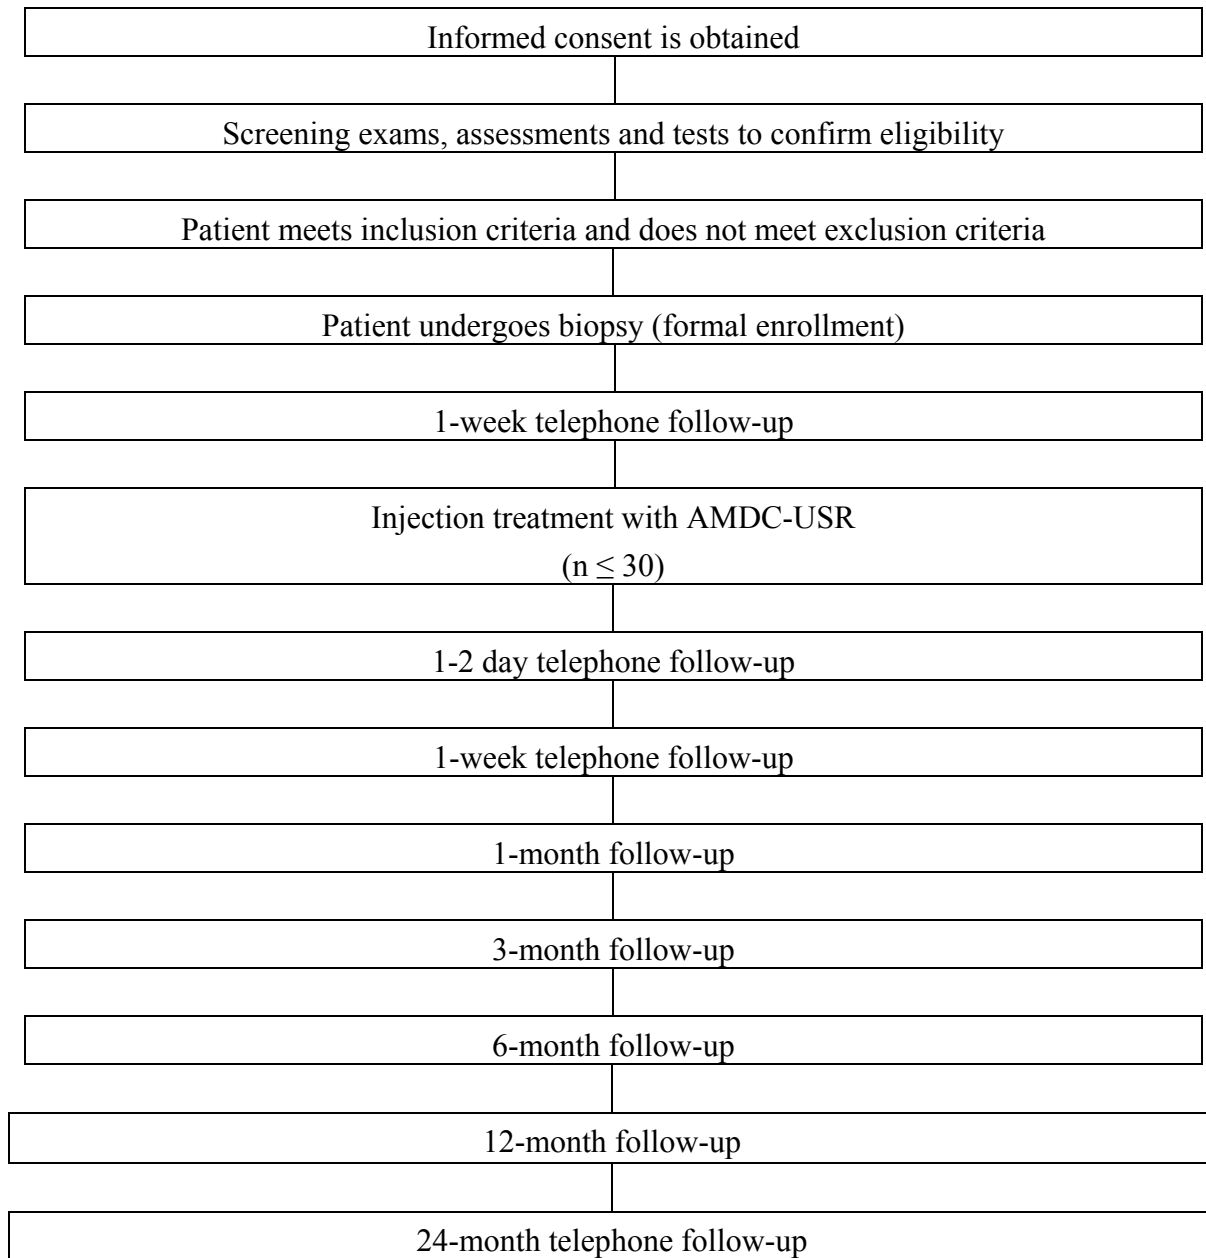 Informed consent is obtained
Screening exams, assessments and tests to confirm eligibility
Patient meets inclusion criteria and does not meet exclusion criteria
Patient undergoes biopsy (formal enrollment)
1-week telephone follow-up
Injection treatment with AMDC-USR
(n ≤ 30)
1-2 day telephone follow-up
1-week telephone follow-up
1-month follow-up
3-month follow-up
6-month follow-up
12-month follow-up
24-month telephone follow-up